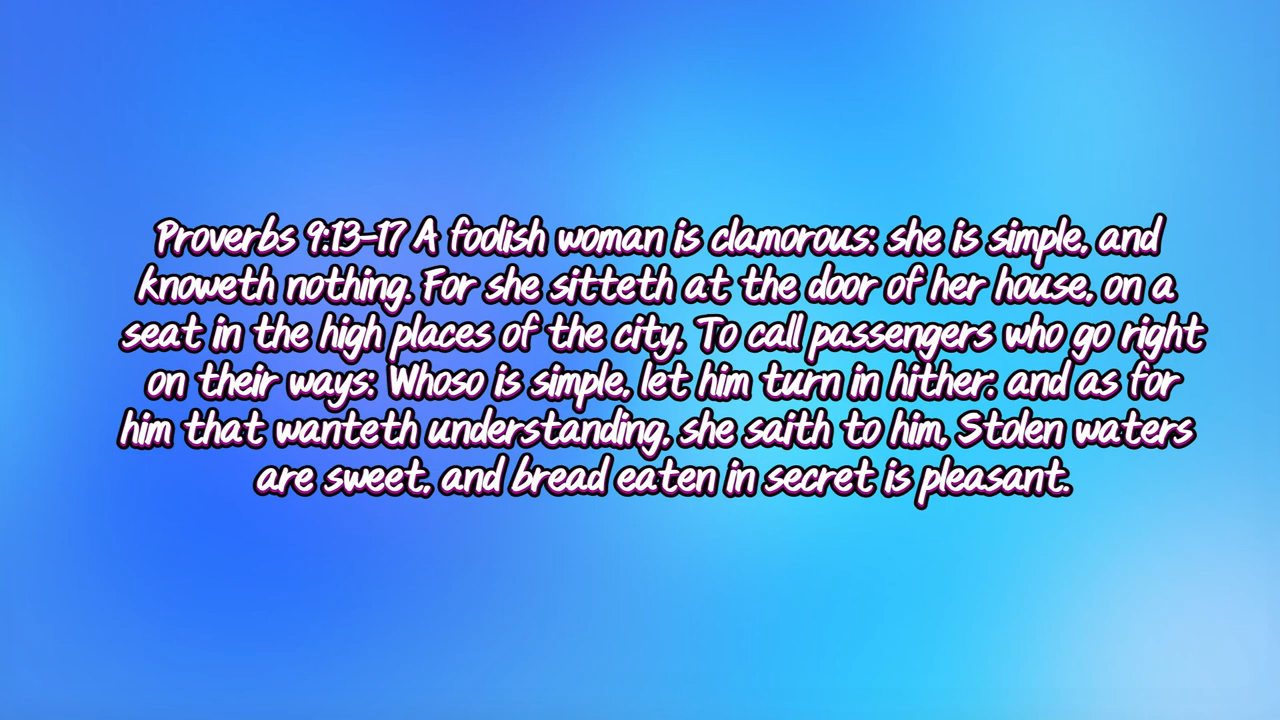 Proverbs 9:13-17 A foolish woman is clamorous: she is simple, and
knoweth nothing. For she sitteth at the door of her house, on a
seat in the high places of the city, To call passengers who go right
on their ways: Whoso is simple, let him turn in hither: and as for
him that wanteth understanding, she saith to him, Stolen waters
are sweet, and bread eaten in secret is pleasant.